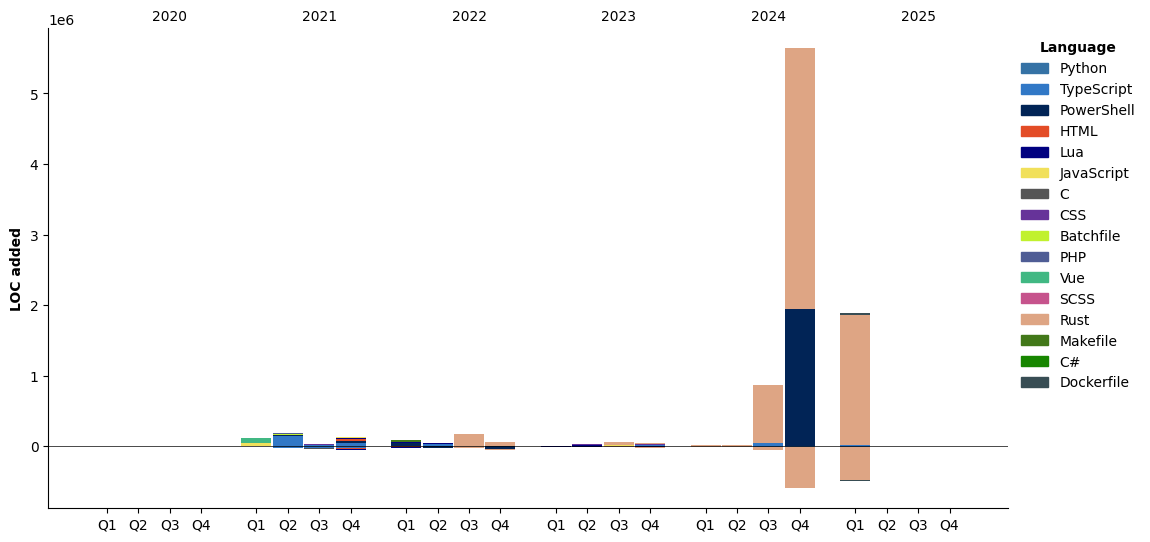 1e6
2020 2021 2022 2023 2024 2025
LOC added
5
4
3
2
1
0
Q1 Q2 Q3 Q4 Q1 Q2 Q3 Q4 Q1 Q2 Q3 Q4 Q1 Q2 Q3 Q4 Q1 Q2 Q3 Q4 Q1 Q2 Q3 Q4
Language
Python
TypeScript
PowerShell
HTML
Lua
JavaScript
C
CSS
Batchfile
PHP
Vue
SCSS
Rust
Makefile
C#
Dockerfile